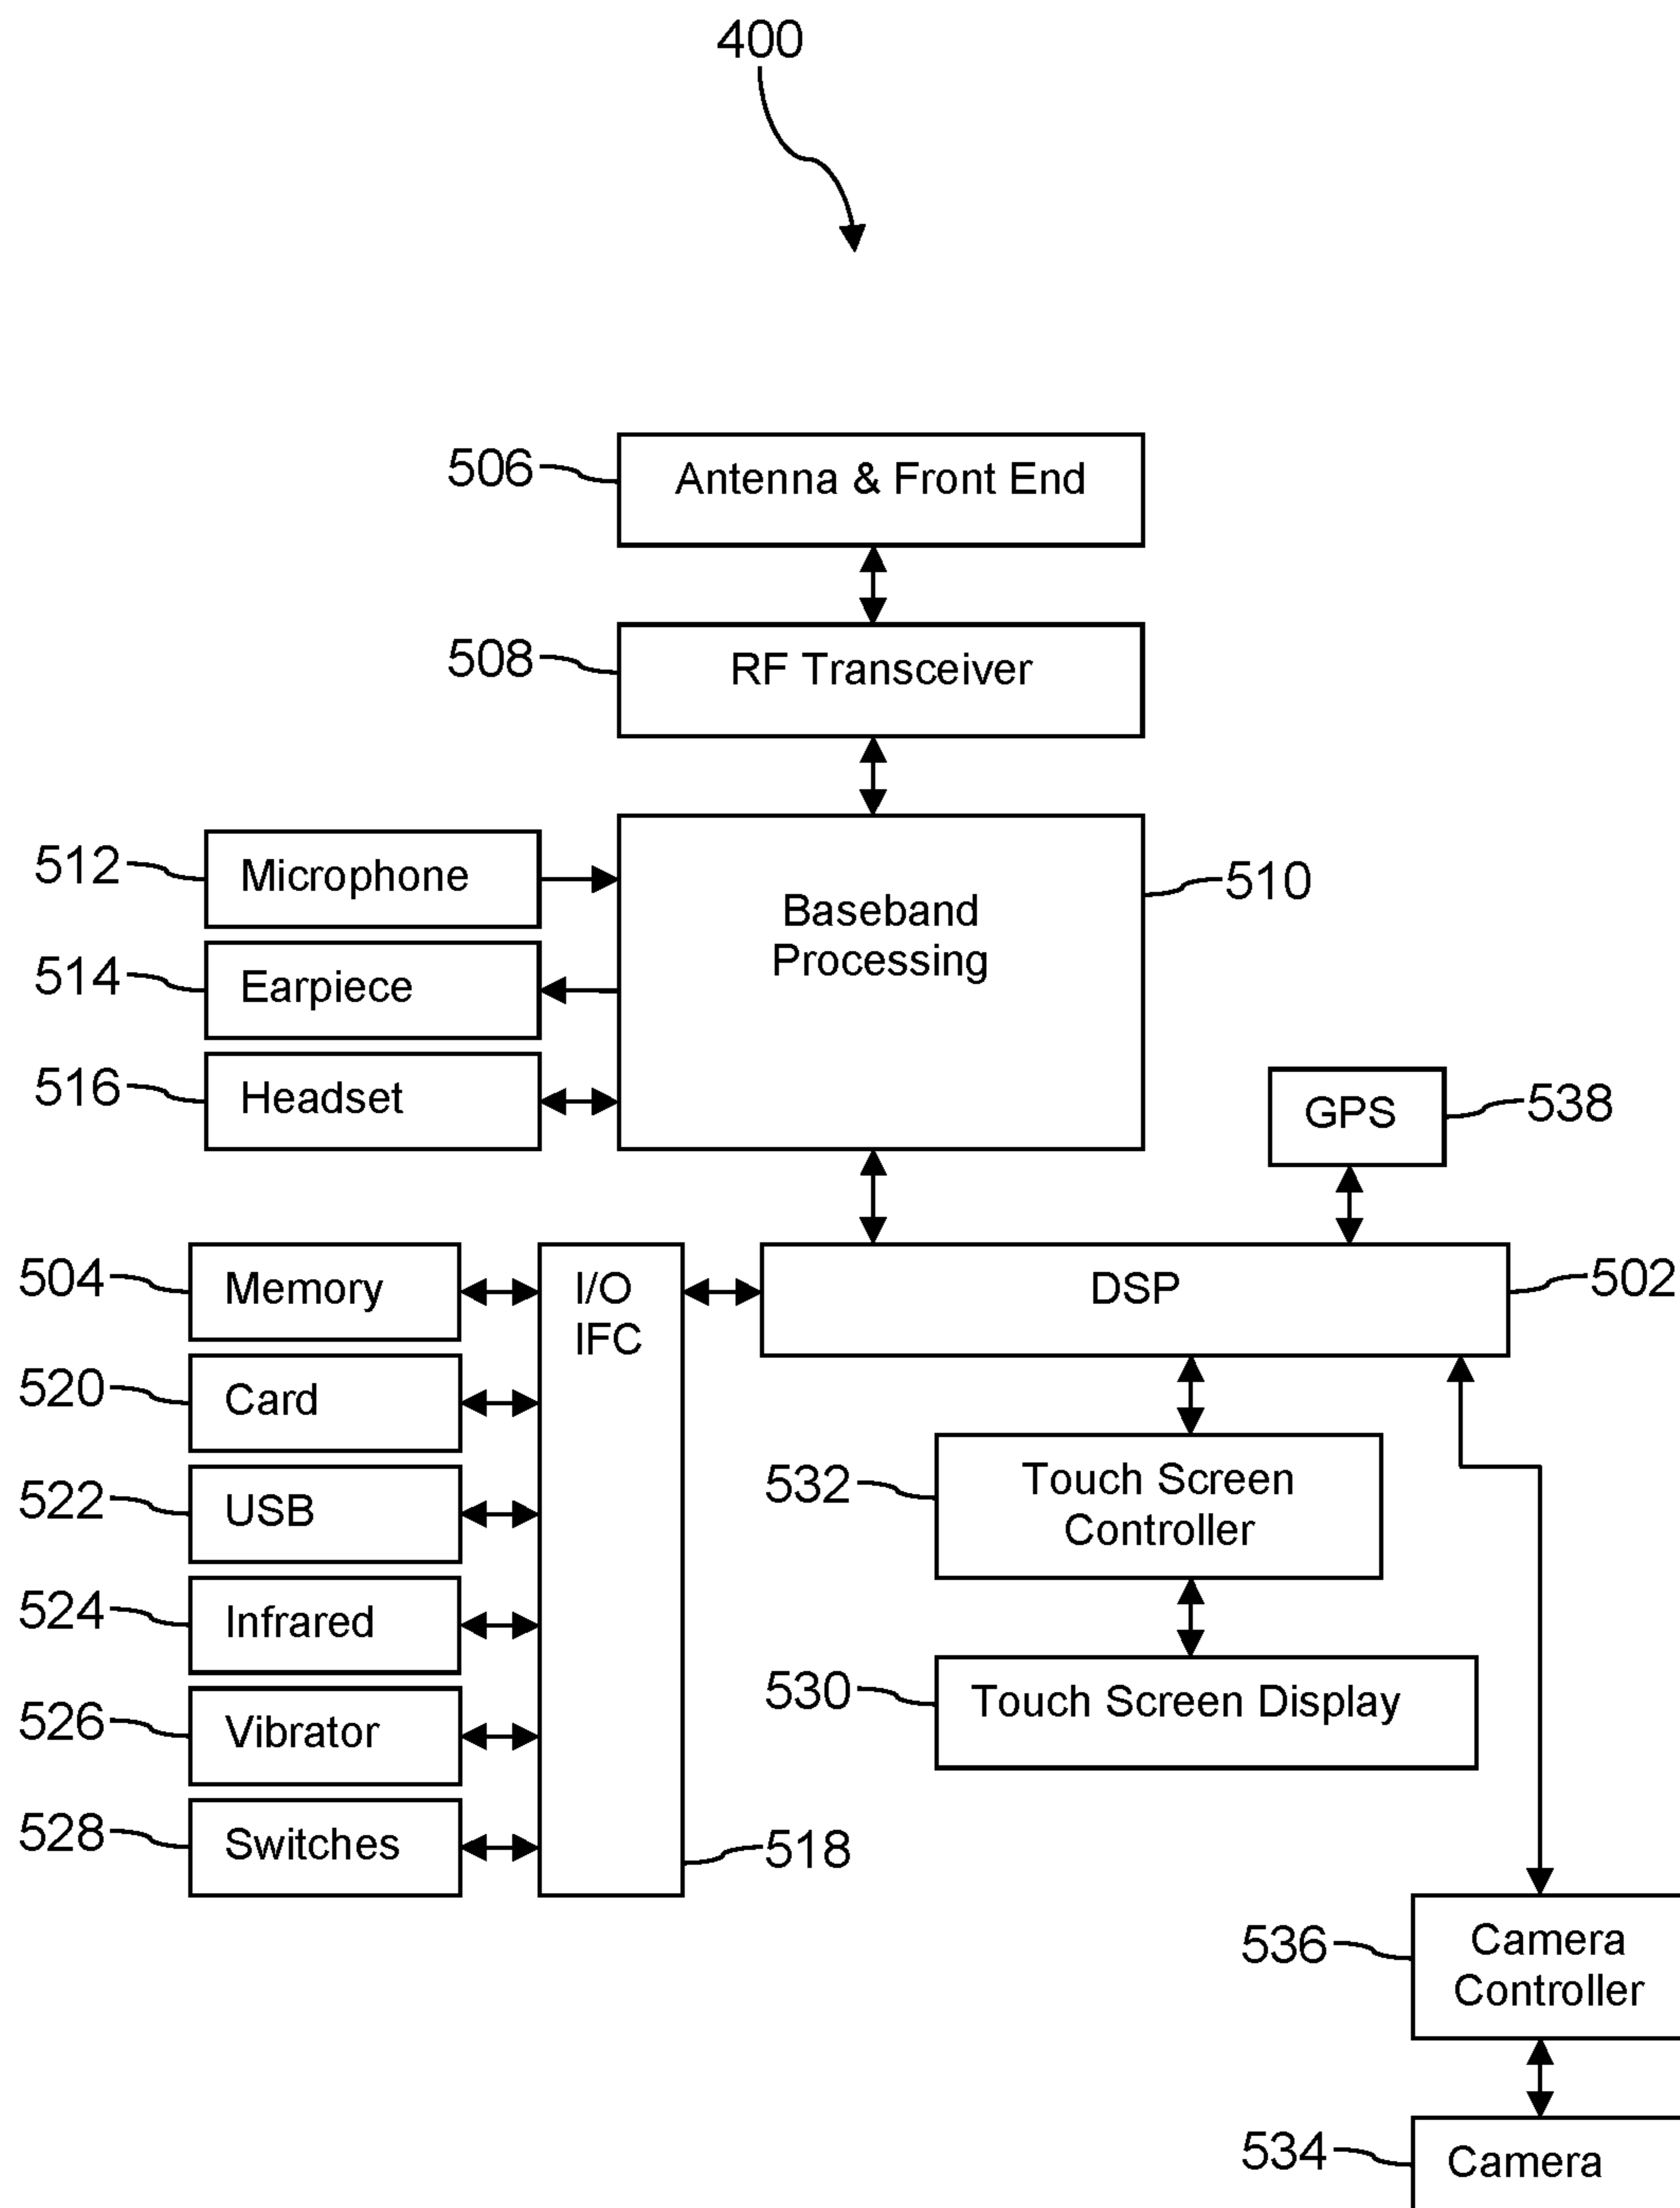 400
506
Antenna & Front End
508
RF Transceiver
512
Microphone
Baseband
Processing
510
514
Earpiece
516
Headset
GPS
538
504
Memory
I/O
IFC
DSP
502
520
Card
532
Touch Screen
Controller
522
USB
524
Infrared
530
Touch Screen Display
526
Vibrator
528
Switches
518
536
Camera
Controller
534
Camera